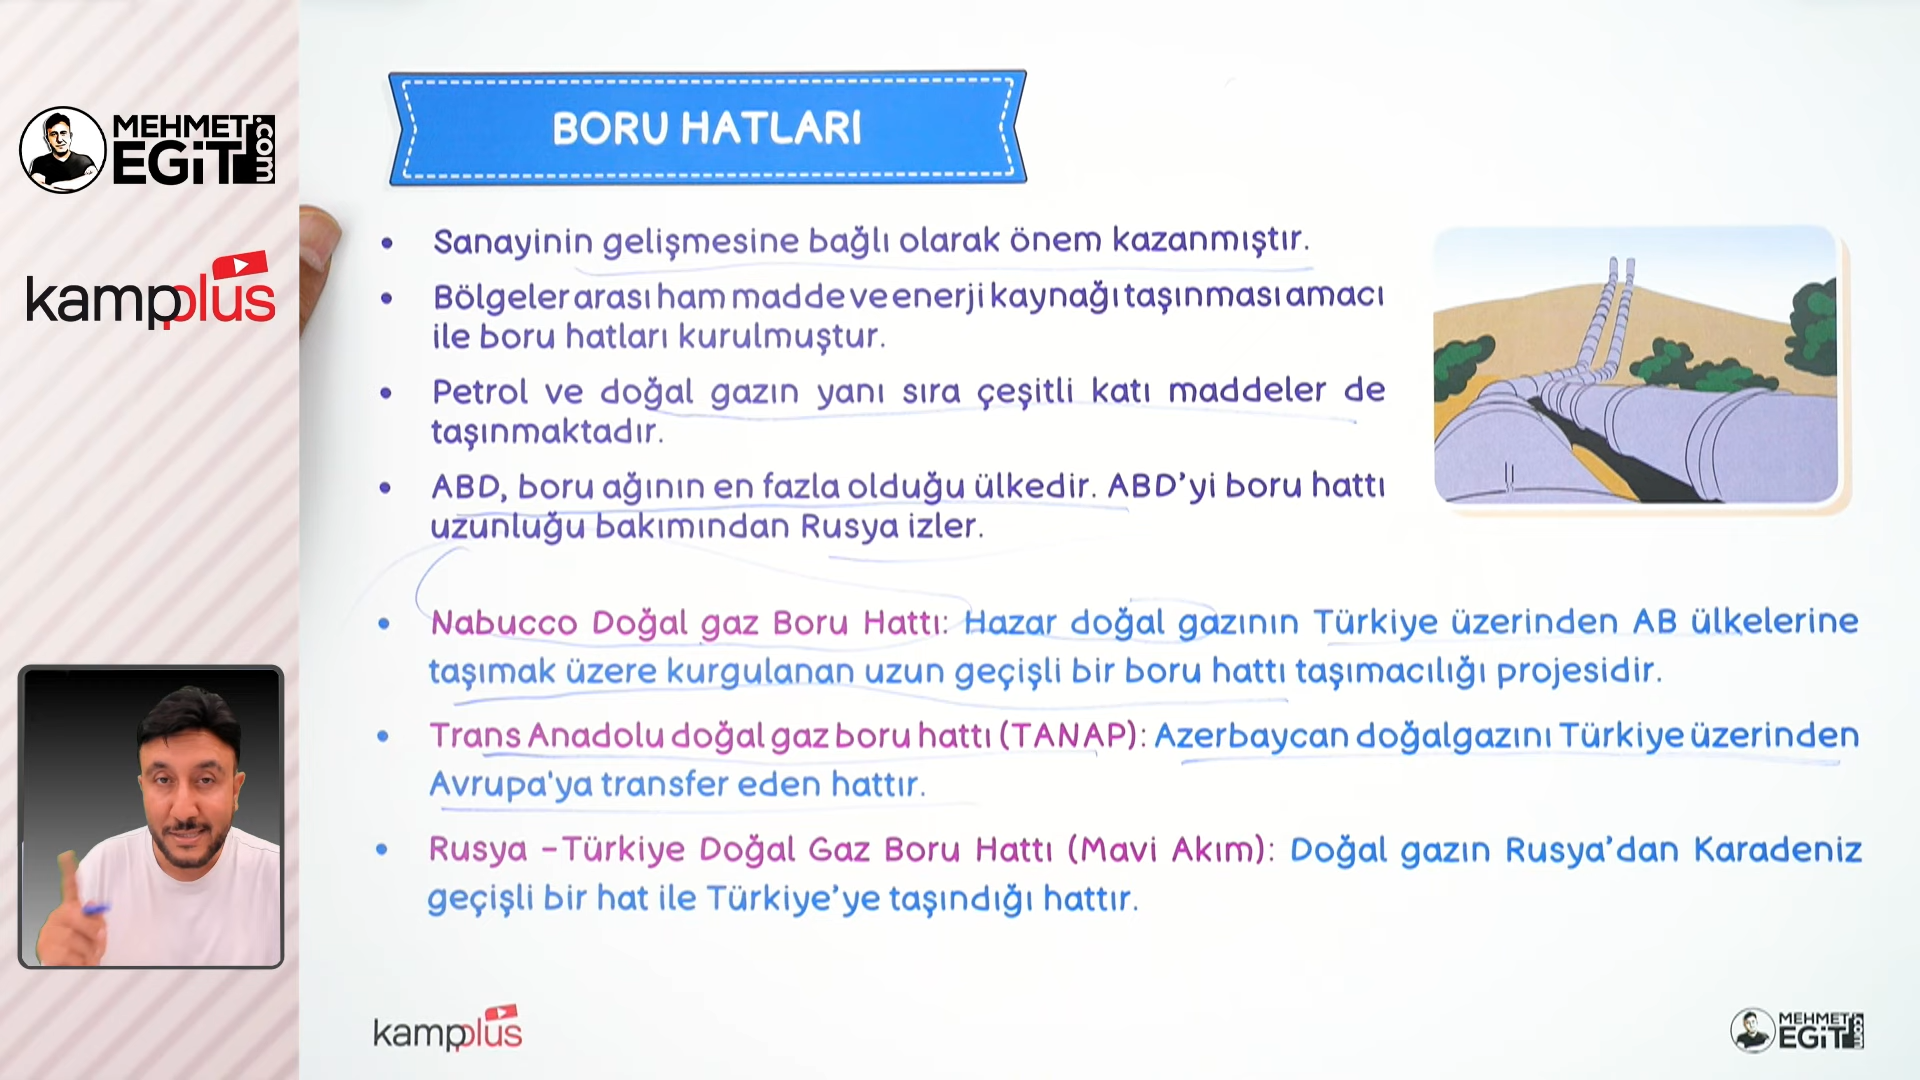 MEHMET
EGİT
.com
kampplus
BORU HATLARI
• Sanayinin gelişmesine bağlı olarak önem kazanmıştır.
• Bölgeler arası ham madde ve enerji kaynağı taşınması amacı
ile boru hatları kurulmuştur.
• Petrol ve doğal gazın yanı sıra çeşitli katı maddeler de
taşınmaktadır.
• ABD, boru ağının en fazla olduğu ülkedir. ABD'yi boru hattı
uzunluğu bakımından Rusya izler.
• Nabucco Doğal gaz Boru Hattı: Hazar doğal gazının Türkiye üzerinden AB ülkelerine
taşımak üzere kurgulanan uzun geçişli bir boru hattı taşımacılığı projesidir.
• Trans Anadolu doğal gaz boru hattı (TANAP): Azerbaycan doğalgazını Türkiye üzerinden
Avrupa'ya transfer eden hattır.
• Rusya –Türkiye Doğal Gaz Boru Hattı (Mavi Akım): Doğal gazın Rusya'dan Karadeniz
geçişli bir hat ile Türkiye'ye taşındığı hattır.
kampplus
MEHMET
EGİT
.com